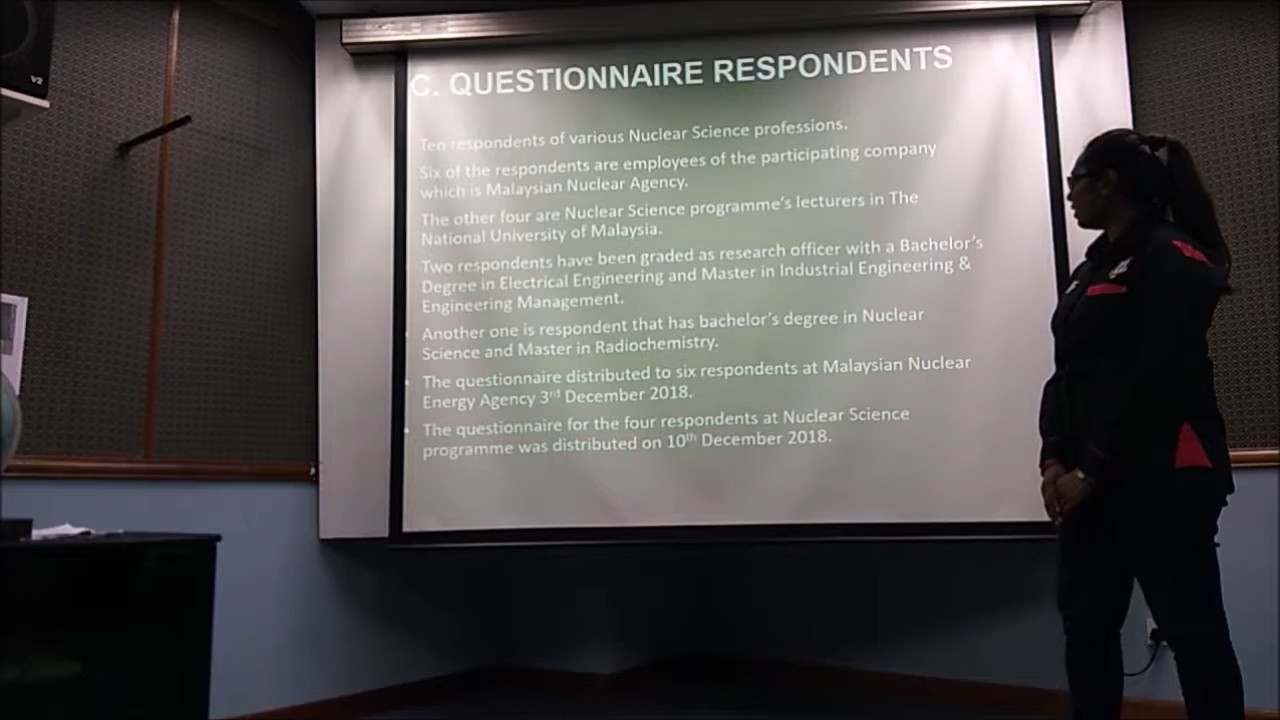 V2
C. QUESTIONNAIRE RESPONDENTS
Ten respondents of various Nuclear Science professions.
Six of the respondents are employees of the participating company
which is Malaysian Nuclear Agency.
The other four are Nuclear Science programme's lecturers in The
National University of Malaysia.
Two respondents have been graded as research officer with a Bachelor's
Degree in Electrical Engineering and Master in Industrial Engineering &
Engineering Management.
• Another one is respondent that has bachelor's degree in Nuclear
Science and Master in Radiochemistry.
• The questionnaire distributed to six respondents at Malaysian Nuclear
Energy Agency 3rd December 2018.
• The questionnaire for the four respondents at Nuclear Science
programme was distributed on 10th December 2018.